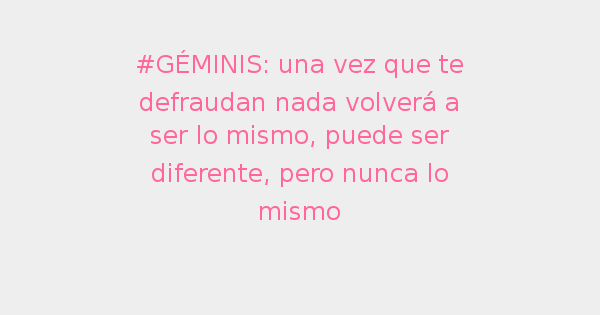 #GÉMINIS: una vez que te
defraudan nada volverá a
ser lo mismo, puede ser
diferente, pero nunca lo
mismo